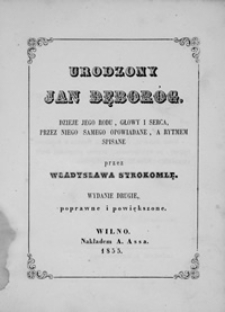 URODZONY
JAN DĘBORÓG.
DZIEJE JEGO RODU, GŁOWY I SERCA,
PRZEZ NIEGO SAMEGO OPOWIADANE, A RYTMEM
SPISANE
przez
WŁADYSŁAWA SYROKOMLĘ.
WYDANIE DRUGIE,
poprawne i powiększone.
WILNO.
Nakładem A. Assa.
1855.